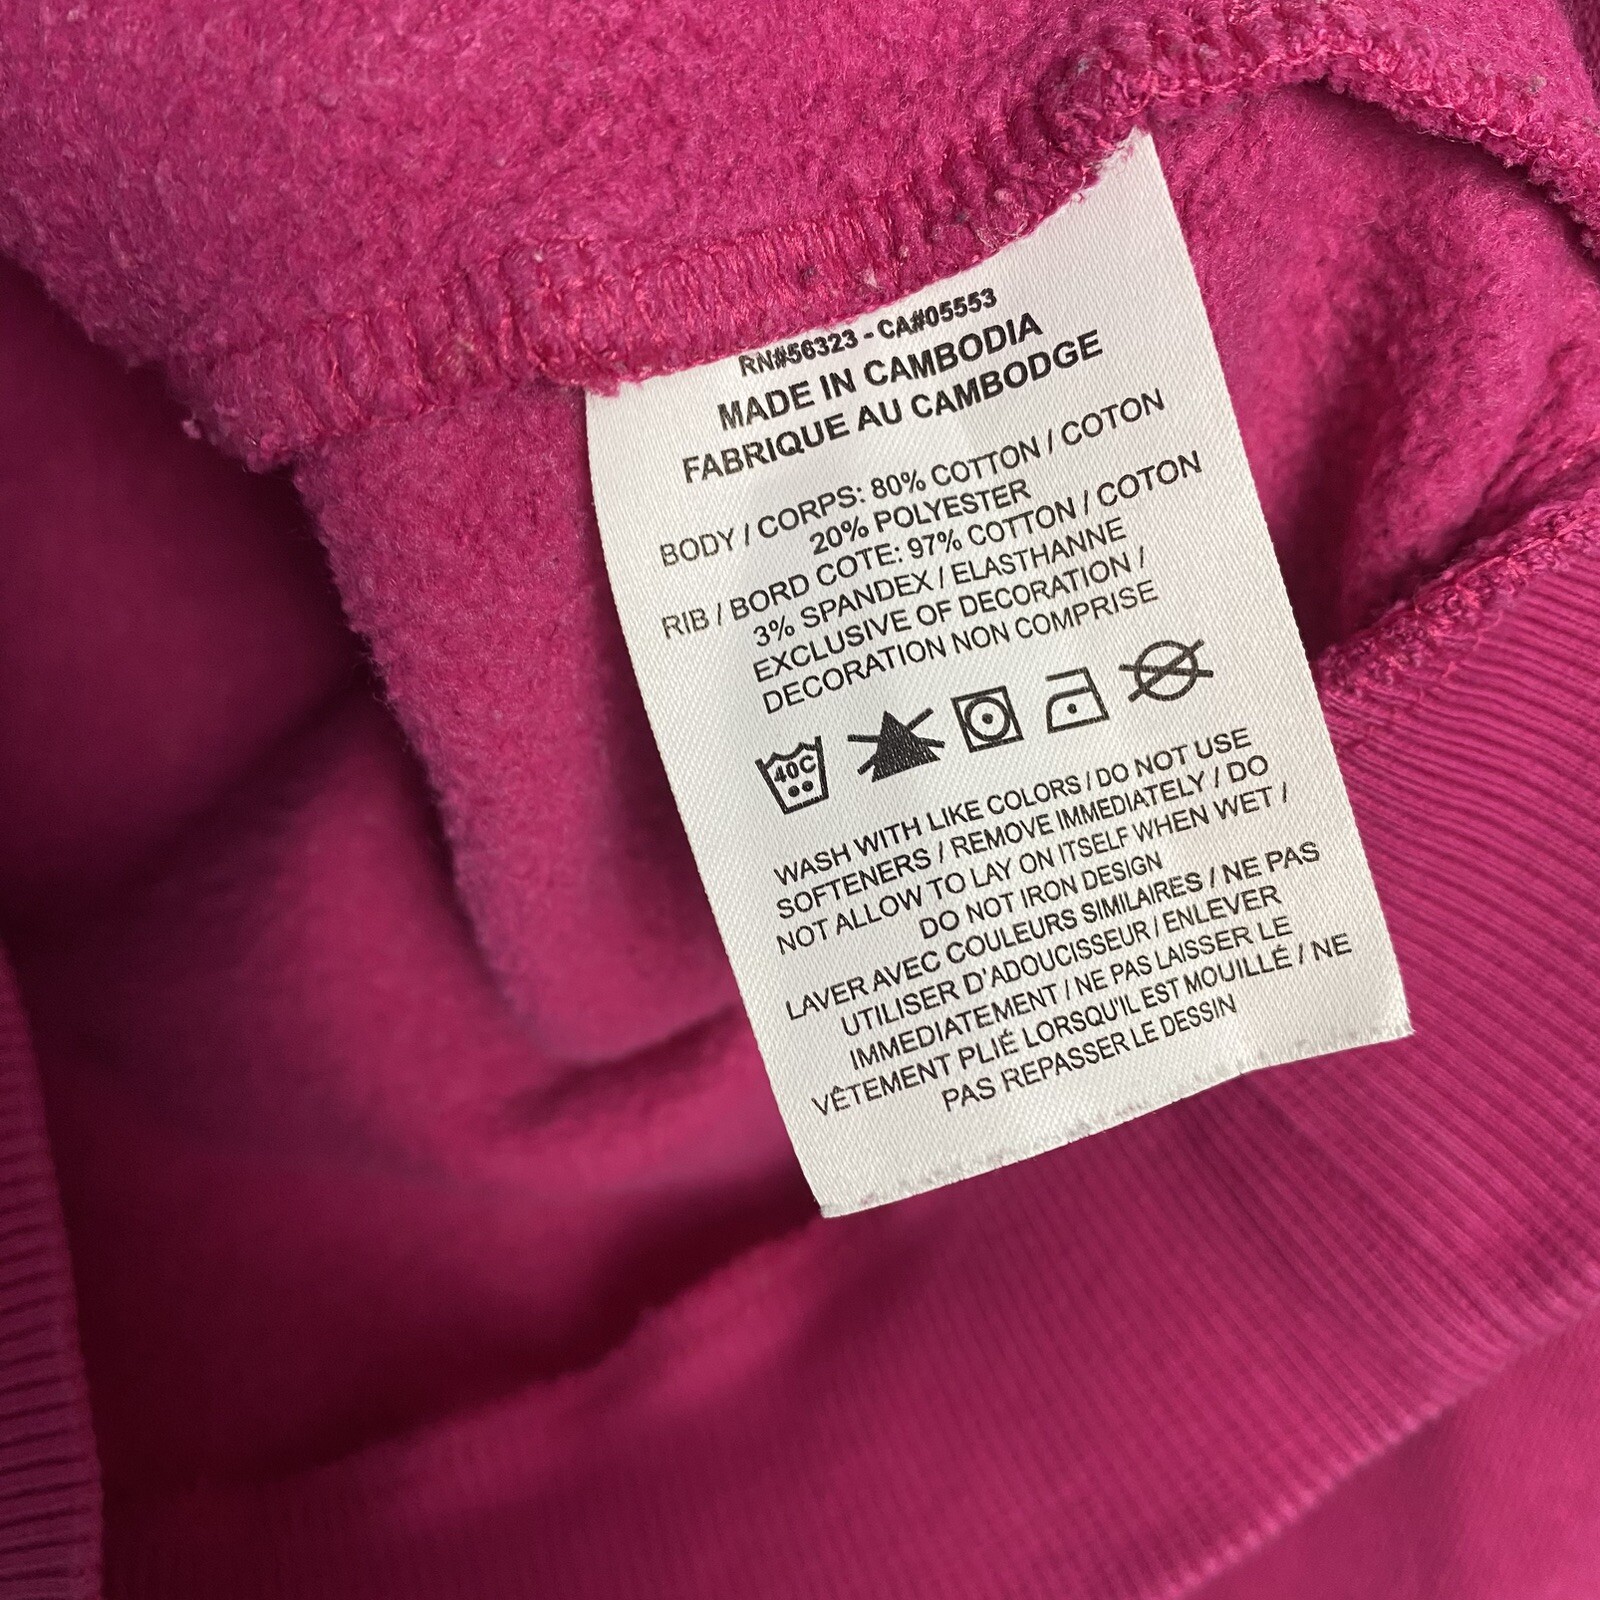 RN#56323 - CA#05553
MADE IN CAMBODIA
FABRIQUE AU CAMBODGE
BODY / CORPS: 80% COTTON / COTON
20% POLYESTER
RIB / BORD COTE: 97% COTTON / COTON
3% SPANDEX / ELASTHANNE
EXCLUSIVE OF DECORATION /
DECORATION NON COMPRISE
40C
WASH WITH LIKE COLORS / DO NOT USE
SOFTENERS / REMOVE IMMEDIATELY / DO
NOT ALLOW TO LAY ON ITSELF WHEN WET /
DO NOT IRON DESIGN
LAVER AVEC COULEURS SIMILAIRES / NE PAS
UTILISER D'ADOUCISSEUR / ENLEVER
IMMEDIATEMENT / NE PAS LAISSER LE
VÊTEMENT PLIÉ LORSQU'IL EST MOUILLÉ / NE
PAS REPASSER LE DESSIN